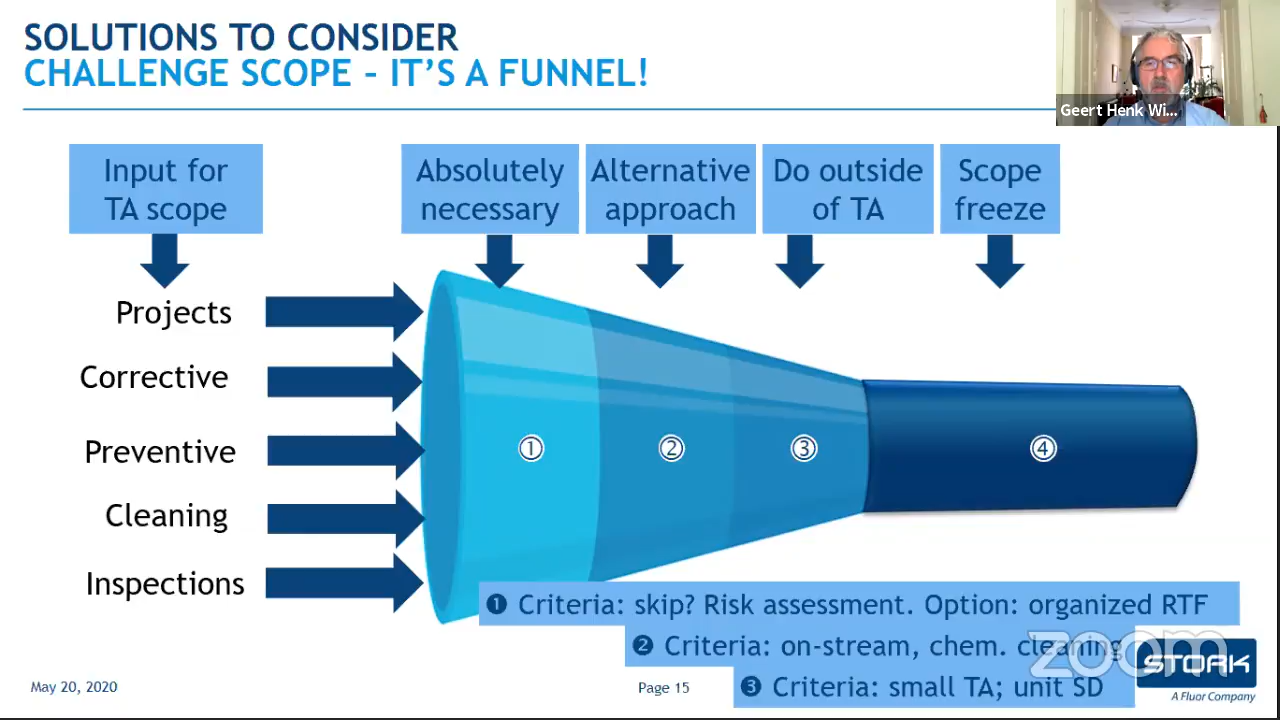 SOLUTIONS TO CONSIDER
CHALLENGE SCOPE - IT'S A FUNNEL!
Geert Henk Wi...
Input for
TA scope
Absolutely
necessary
Alternative
approach
Do outside
of TA
Scope
freeze
Projects
Corrective
Preventive
Cleaning
Inspections
①
②
③
④
❶ Criteria: skip? Risk assessment. Option: organized RTF
❷ Criteria: on-stream, chem. cleaning
❸ Criteria: small TA; unit SD
zoom
STORK
A Fluor Company
May 20, 2020
Page 15